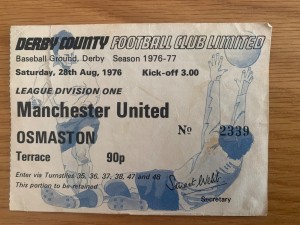 DERBY COUNTY FOOTBALL CLUB LIMITED
Baseball Ground, Derby Season 1976-77
Saturday, 28th Aug, 1976 Kick-off 3.00
LEAGUE DIVISION ONE
Manchester United
OSMASTON No 2339
Terrace 90p
Enter via Turnstiles 35, 36, 37, 38, 47 and 48
This portion to be retained
Stuart Webb
Secretary